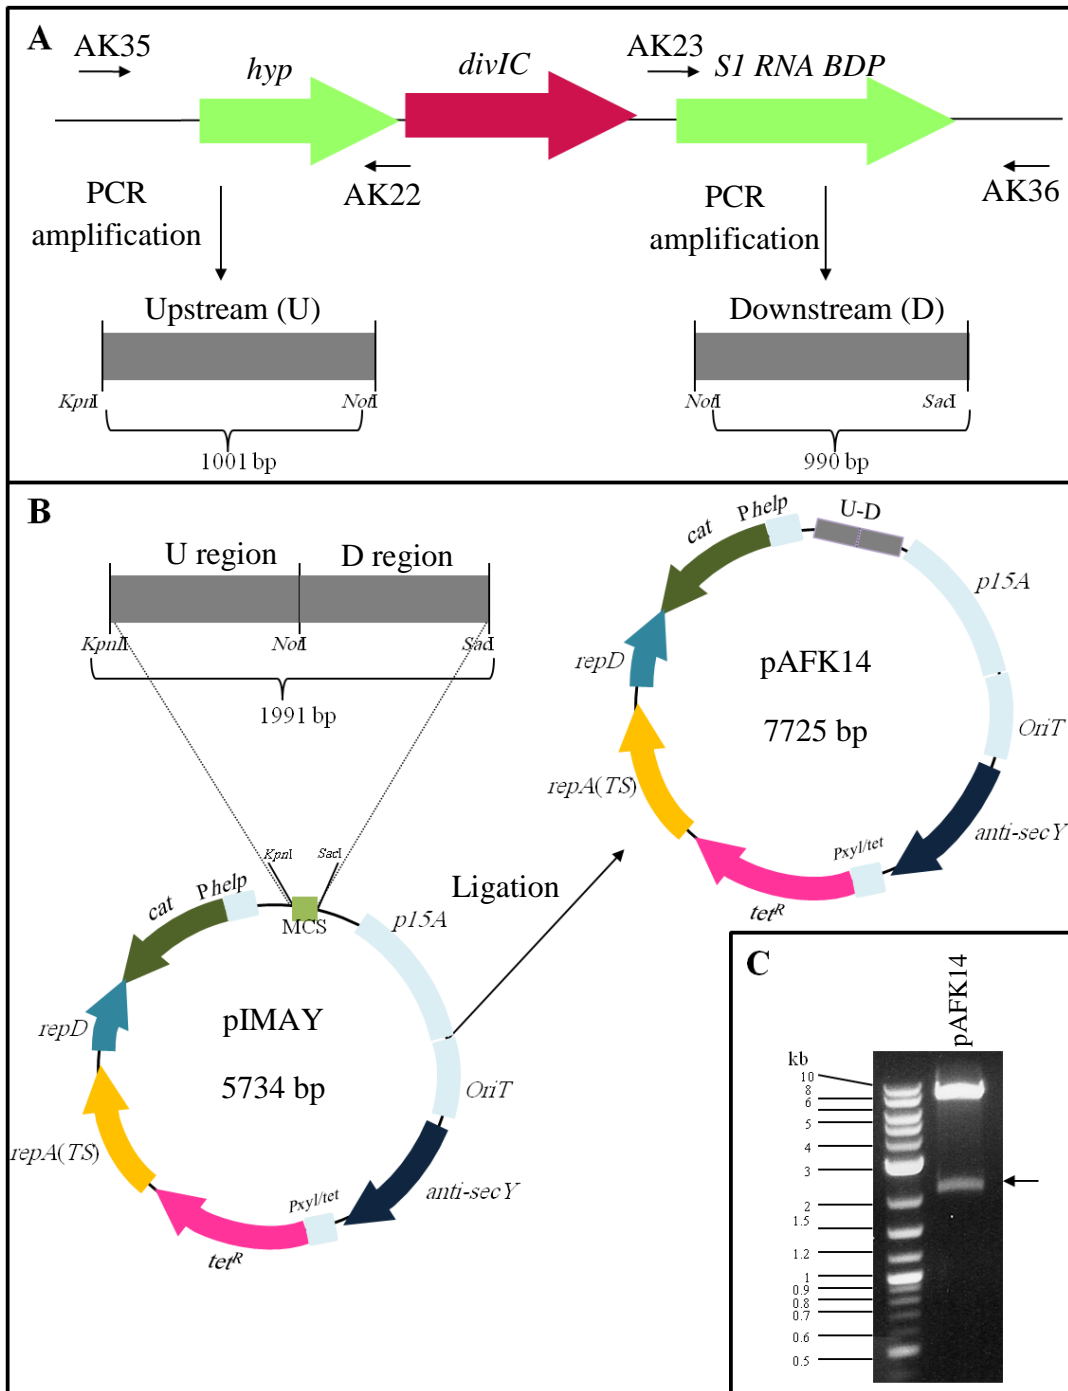 A
AK35
hyp
divIC
AK23
S1 RNA BDP
AK22
AK36
PCR
amplification
PCR
amplification
Upstream (U)
Downstream (D)
KpnI
NotI
NotI
SacI
1001 bp
990 bp
B
U region
D region
KpnI
NotI
SacI
1991 bp
cat
Phelp
U-D
p15A
repD
pAFK14
7725 bp
OriT
repA(TS)
anti-secY
Pxyl/tet
tetR
KpnI
SacI
Ligation
cat
Phelp
MCS
p15A
repD
pIMAY
5734 bp
OriT
repA(TS)
anti-secY
Pxyl/tet
tetR
C
pAFK14
kb
10
8
6
5
4
3
2
1.5
1.2
1
0.9
0.8
0.7
0.6
0.5